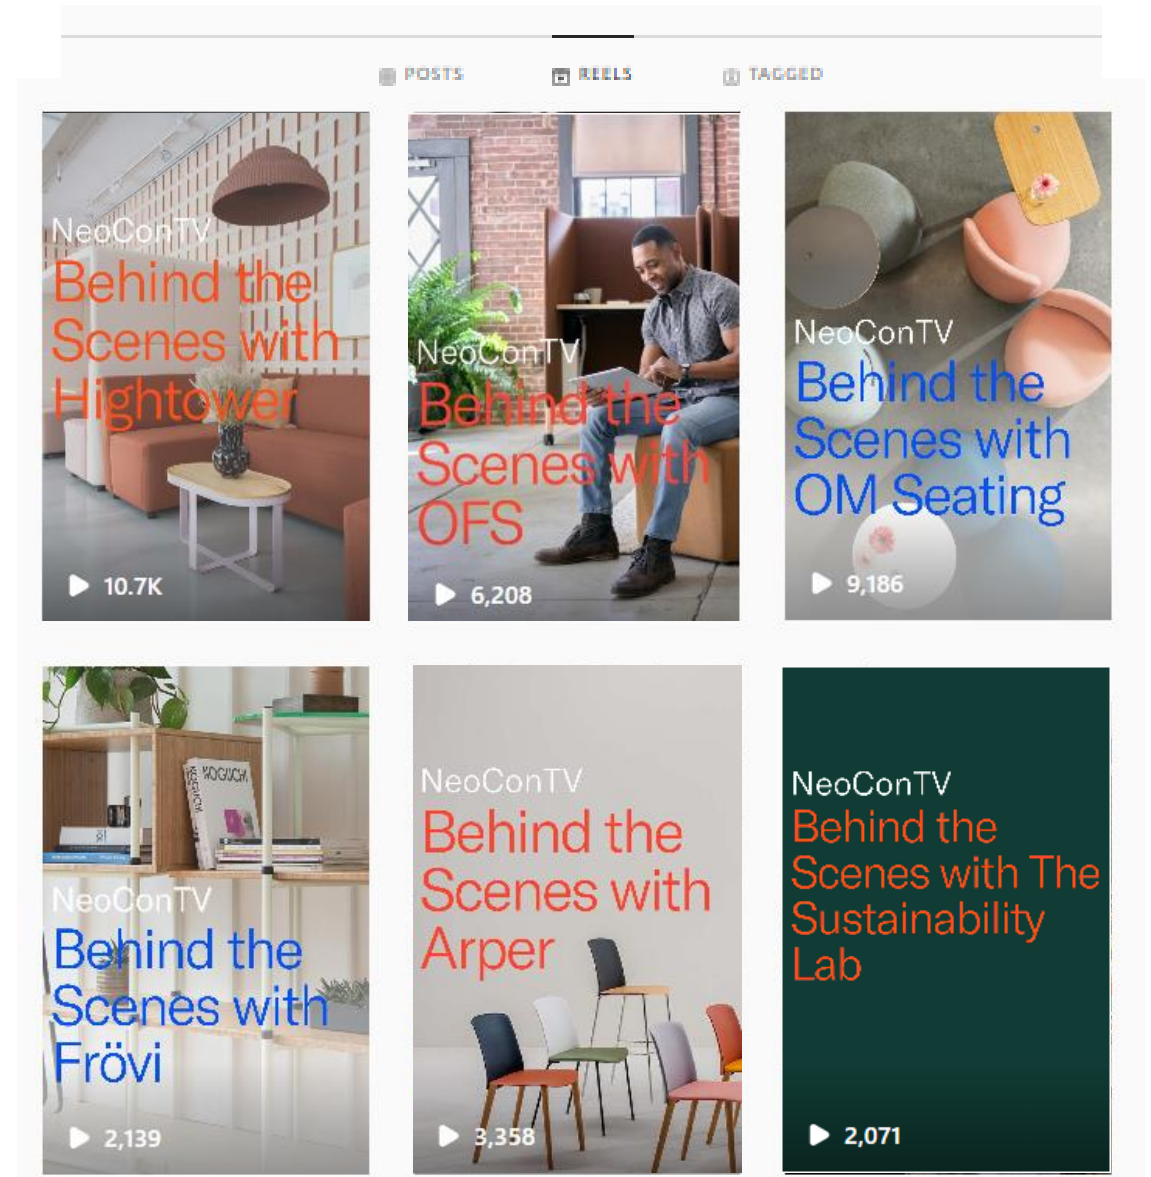 POSTS
REELS
TAGGED
NeoConTV
Behind the
Scenes with
Hightower
10.7K
NeoConTV
Behind the
Scenes with
OFS
6,208
NeoConTV
Behind the
Scenes with
OM Seating
9,186
NOGUCHI
NeoConTV
Behind the
Scenes with
Frövi
2,139
NeoConTV
Behind the
Scenes with
Arper
3,358
NeoConTV
Behind the
Scenes with The
Sustainability
Lab
2,071